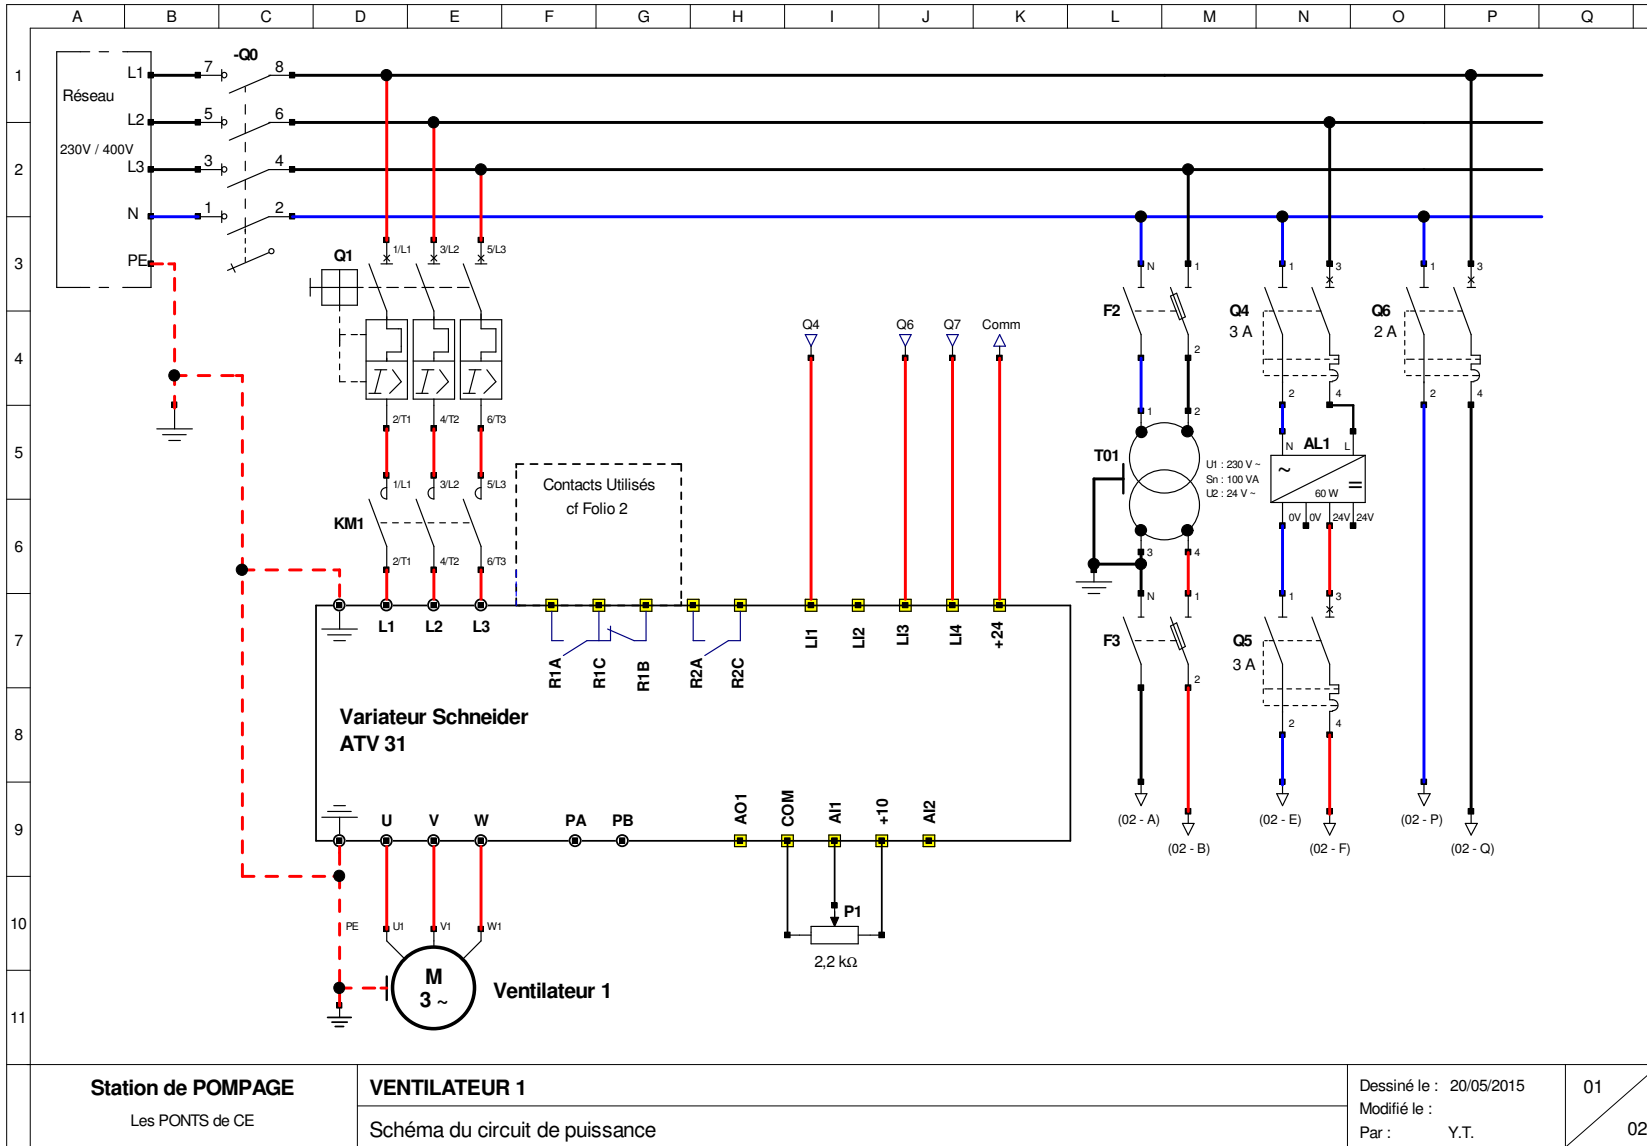 A B C D E F G H I J K L M N O P Q
1
2
3
4
5
6
7
8
9
10
11
Réseau
230V / 400V
L1
L2
L3
N
PE
-Q0
7 8
5 6
3 4
1 2
Q1
1/L1 3/L2 5/L3
2/T1 4/T2 6/T3
KM1
1/L1 3/L2 5/L3
2/T1 4/T2 6/T3
Contacts Utilisés
cf Folio 2
Q4 Q6 Q7 Comm
L1 L2 L3
R1A R1C R1B R2A R2C
LI1 LI2 LI3 LI4 +24
Variateur Schneider
ATV 31
U V W PA PB
AO1 COM AI1 +10 AI2
PE U1 V1 W1
M
3 ~
Ventilateur 1
P1
2,2 kΩ
F2
N 1
2
T01
1 2
U1 : 230 V ~
Sn : 100 VA
U2 : 24 V ~
3 4
F3
N 1
2
(02 - A)
(02 - B)
Q4
3 A
1 3
2 4
AL1
N L
~
=
60 W
0V 0V 24V 24V
Q5
3 A
1 3
2 4
(02 - E)
(02 - F)
Q6
2 A
1 3
2 4
(02 - P)
(02 - Q)
Station de POMPAGE
Les PONTS de CE
VENTILATEUR 1
Schéma du circuit de puissance
Dessiné le : 20/05/2015
Modifié le :
Par : Y.T.
01
02